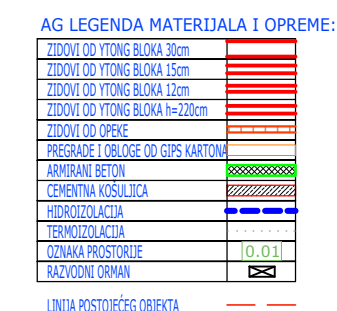 AG LEGENDA MATERIJALA I OPREME:
ZIDOVI OD YTONG BLOKA 30cm
ZIDOVI OD YTONG BLOKA 15cm
ZIDOVI OD YTONG BLOKA 12cm
ZIDOVI OD YTONG BLOKA h=220cm
ZIDOVI OD OPEKE
PREGRADE I OBLOGE OD GIPS KARTONA
ARMIRANI BETON
CEMENTNA KOŠULJICA
HIDROIZOLACIJA
TERMOIZOLACIJA
OZNAKA PROSTORIJE 0.01
RAZVODNI ORMAN
LINIJA POSTOJEĆEG OBJEKTA